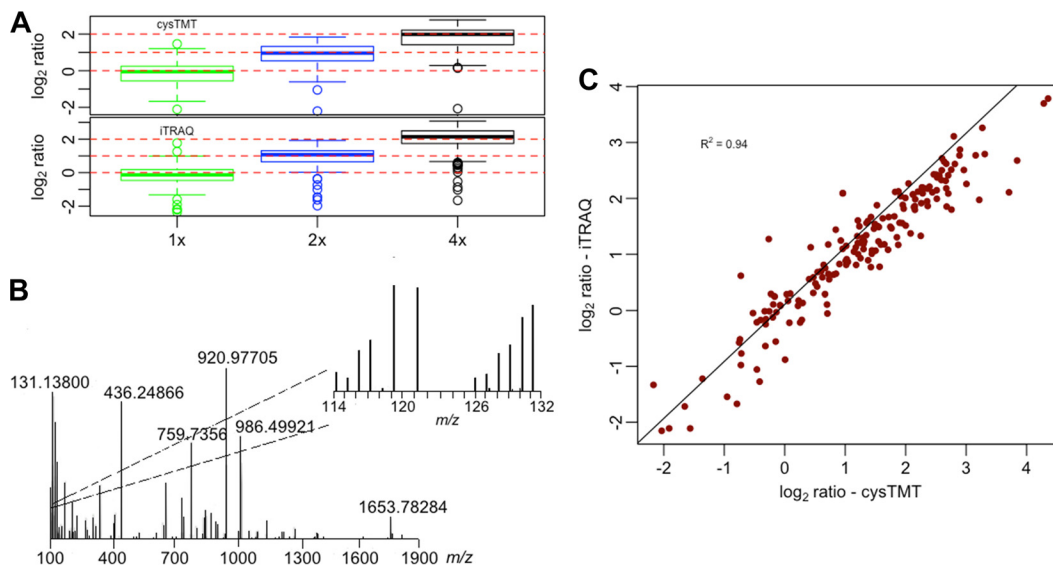 A
cysTMT
log2 ratio
2
0
2
iTRAQ
log2 ratio
2
0
-2
1x
2x
4x
B
131.13800
436.24866
759.7356
920.97705
986.49921
1653.78284
114
120
126
132
m/z
100
400
700
1000
1300
1600
1900
m/z
C
R² = 0.94
log2 ratio - iTRAQ
4
3
2
1
0
-1
-2
-2
-1
0
1
2
3
4
log2 ratio - cysTMT